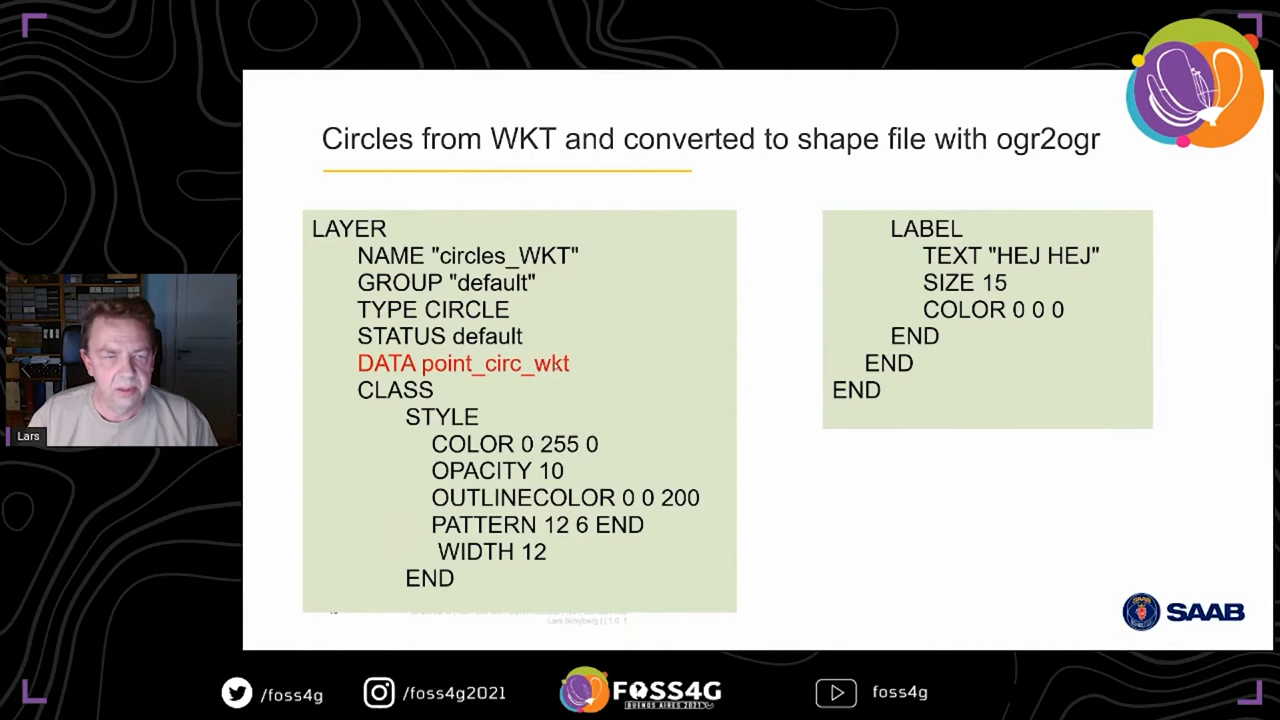 Circles from WKT and converted to shape file with ogr2ogr
LAYER
NAME "circles_WKT"
GROUP "default"
TYPE CIRCLE
STATUS default
DATA point_circ_wkt
CLASS
STYLE
COLOR 0 255 0
OPACITY 10
OUTLINECOLOR 0 0 200
PATTERN 12 6 END
WIDTH 12
END
LABEL
TEXT "HEJ HEJ"
SIZE 15
COLOR 0 0 0
END
END
END
Lars
SAAB
/foss4g
/foss4g2021
FOSS4G
BUENOS AIRES 2021
foss4g